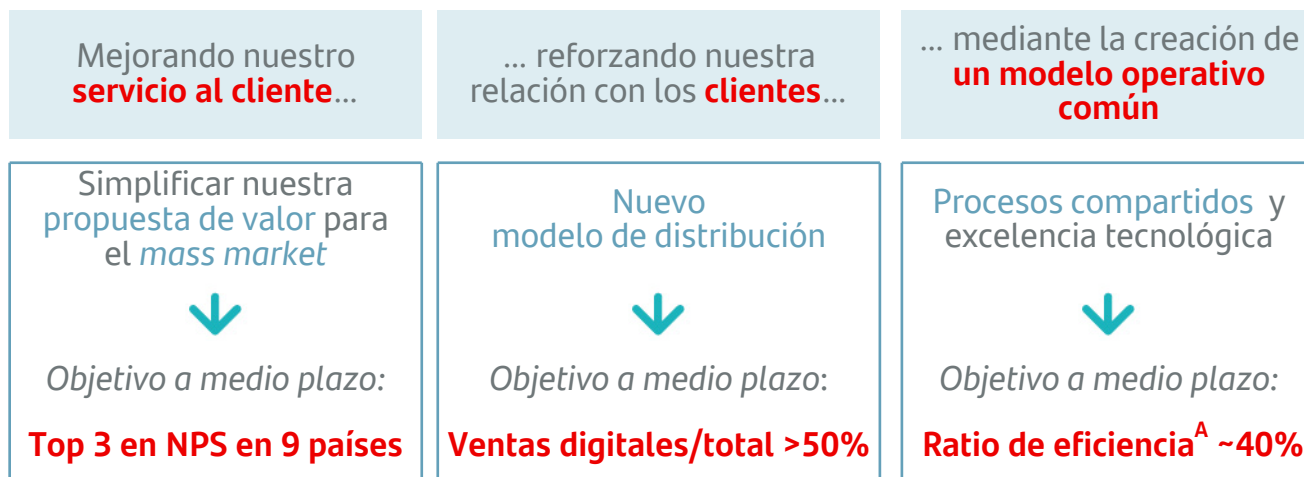 Mejorando nuestro
servicio al cliente...
... reforzando nuestra
relación con los clientes...
... mediante la creación de
un modelo operativo
común
Simplificar nuestra
propuesta de valor para
el mass market
Objetivo a medio plazo:
Top 3 en NPS en 9 países
Nuevo
modelo de distribución
Objetivo a medio plazo:
Ventas digitales/total >50%
Procesos compartidos y
excelencia tecnológica
Objetivo a medio plazo:
Ratio de eficiencia^A ~40%